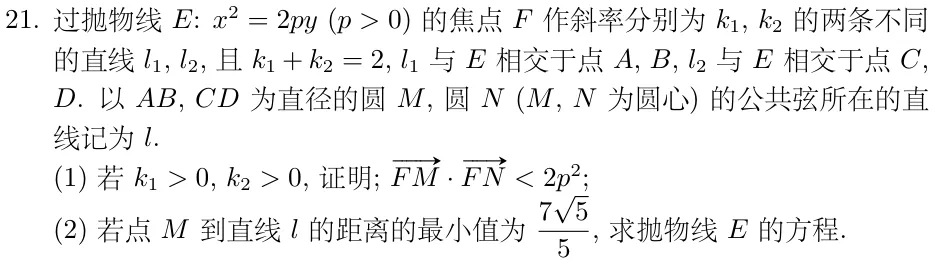 21. 过抛物线 E: x² = 2py (p > 0) 的焦点 F 作斜率分别为 k₁, k₂ 的两条不同
的直线 l₁, l₂, 且 k₁ + k₂ = 2, l₁ 与 E 相交于点 A, B, l₂ 与 E 相交于点 C,
D. 以 AB, CD 为直径的圆 M, 圆 N (M, N 为圆心) 的公共弦所在的直
线记为 l.
(1) 若 k₁ > 0, k₂ > 0, 证明; $\overrightarrow{FM} \cdot \overrightarrow{FN}$ < 2p²;
(2) 若点 M 到直线 l 的距离的最小值为 $\frac{7\sqrt{5}}{5}$, 求抛物线 E 的方程.